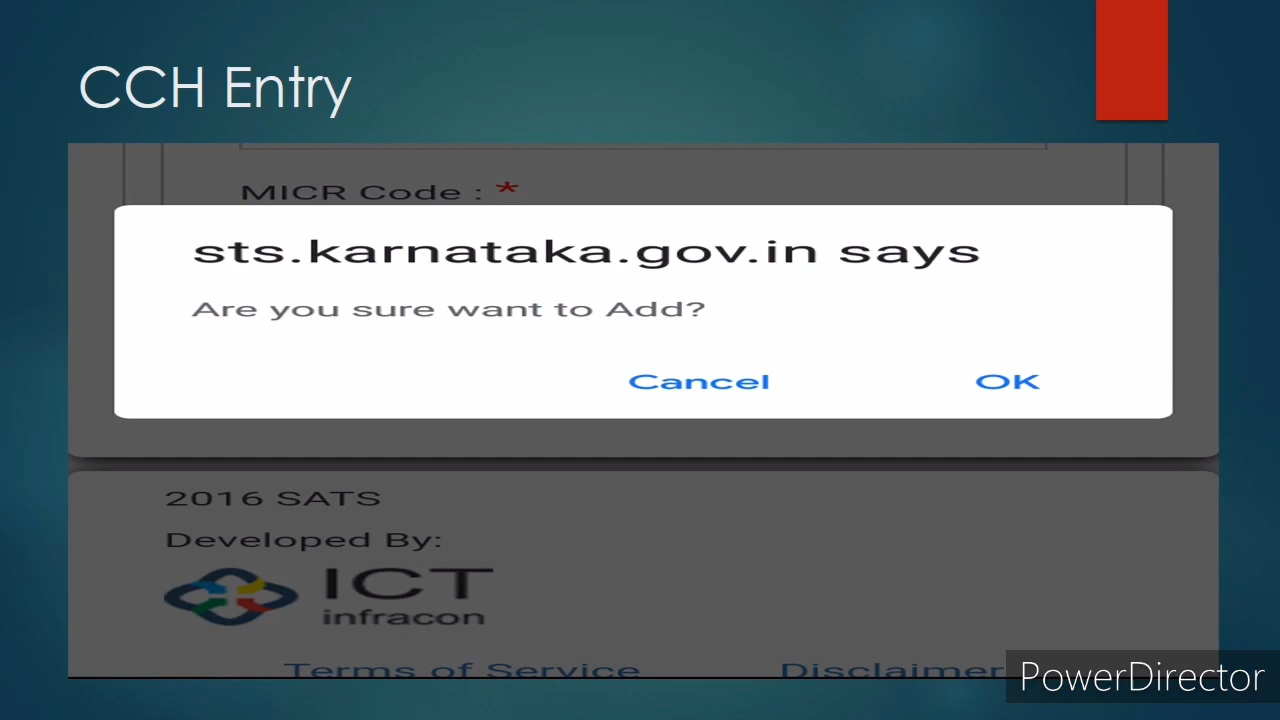 CCH Entry
MICR Code : *
sts.karnataka.gov.in says
Are you sure want to Add?
Cancel OK
2016 SATS
Developed By:
ICT
infracon
Terms of Service Disclaimer
PowerDirector